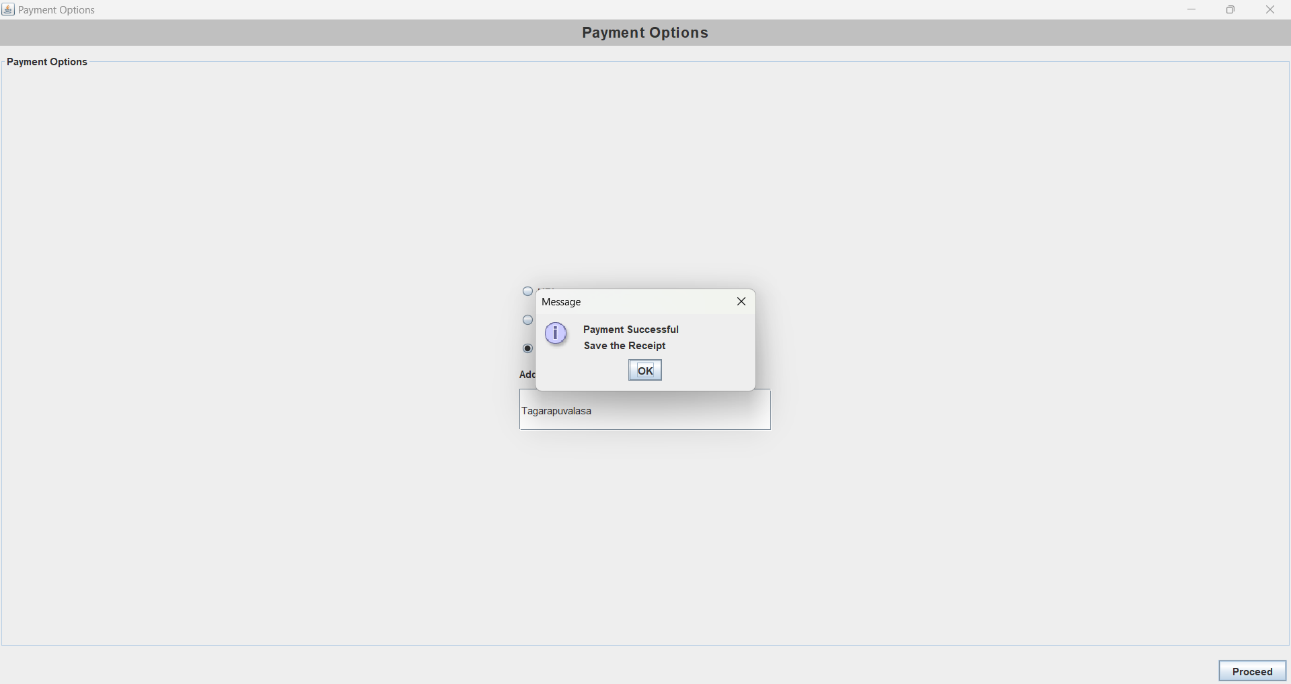 Payment Options
Payment Options
Payment Options
Message
Payment Successful
Save the Receipt
OK
Tagarapuvalasa
Proceed